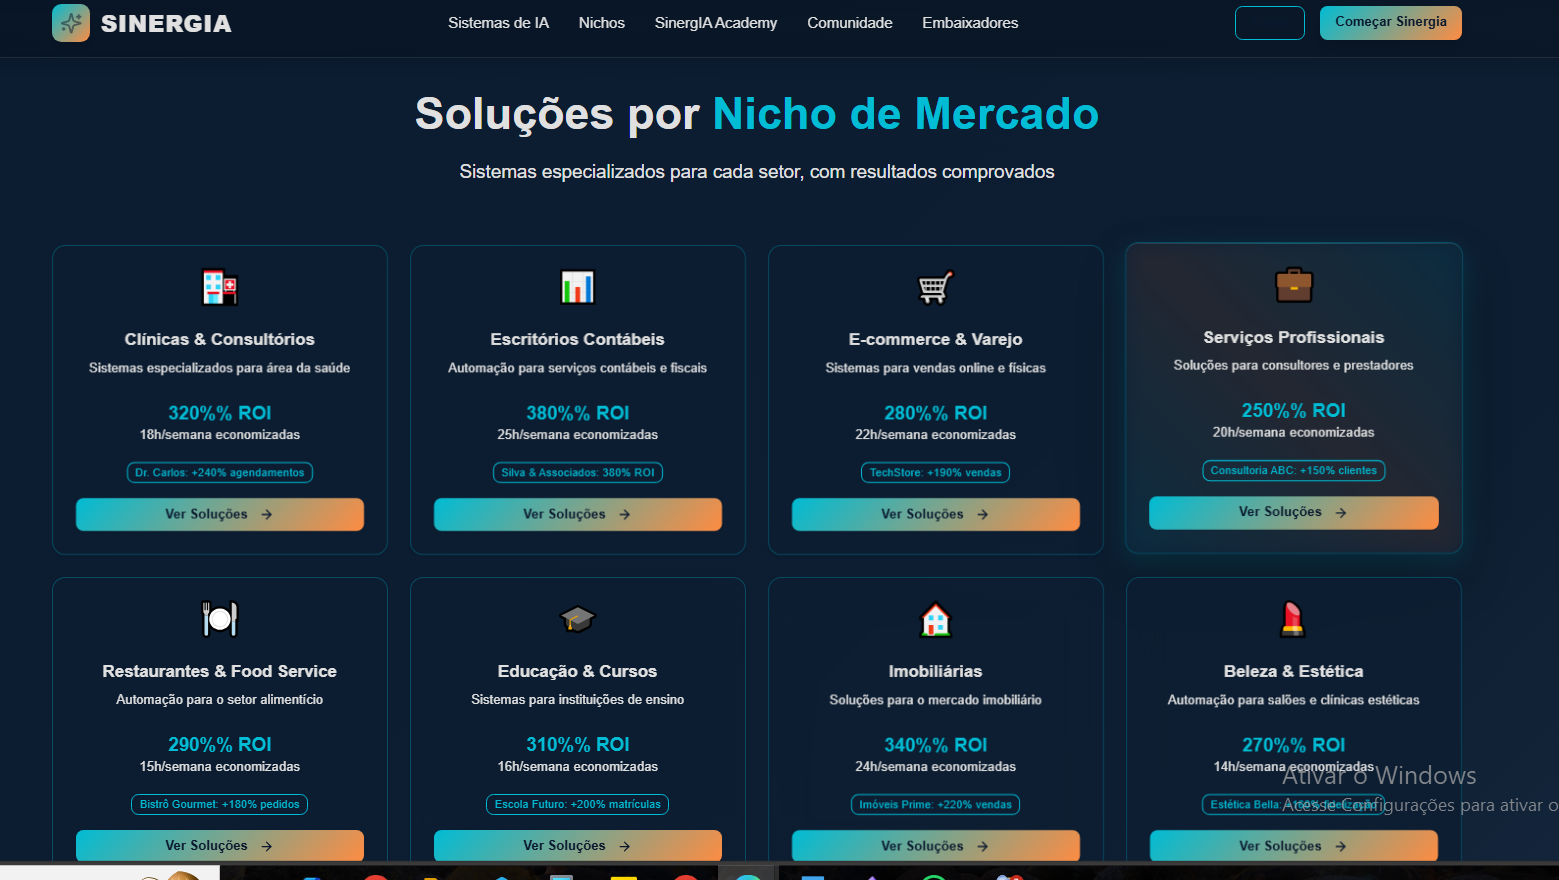 SINERGIA
Sistemas de IA Nichos SinergIA Academy Comunidade Embaixadores Começar Sinergia
Soluções por Nicho de Mercado
Sistemas especializados para cada setor, com resultados comprovados
Clínicas & Consultórios
Sistemas especializados para área da saúde
320%% ROI
18h/semana economizadas
Dr. Carlos: +240% agendamentos
Ver Soluções →
Escritórios Contábeis
Automação para serviços contábeis e fiscais
380%% ROI
25h/semana economizadas
Silva & Associados: 380% ROI
Ver Soluções →
E-commerce & Varejo
Sistemas para vendas online e físicas
280%% ROI
22h/semana economizadas
TechStore: +190% vendas
Ver Soluções →
Serviços Profissionais
Soluções para consultores e prestadores
250%% ROI
20h/semana economizadas
Consultoria ABC: +150% clientes
Ver Soluções →
Restaurantes & Food Service
Automação para o setor alimentício
290%% ROI
15h/semana economizadas
Bistrô Gourmet: +180% pedidos
Ver Soluções →
Educação & Cursos
Sistemas para instituições de ensino
310%% ROI
16h/semana economizadas
Escola Futuro: +200% matrículas
Ver Soluções →
Imobiliárias
Soluções para o mercado imobiliário
340%% ROI
24h/semana economizadas
Imóveis Prime: +220% vendas
Ver Soluções →
Beleza & Estética
Automação para salões e clínicas estéticas
270%% ROI
14h/semana economizadas
Estética Bella:
Ver Soluções →
Ativar o Windows
Acesse Configurações para ativar o